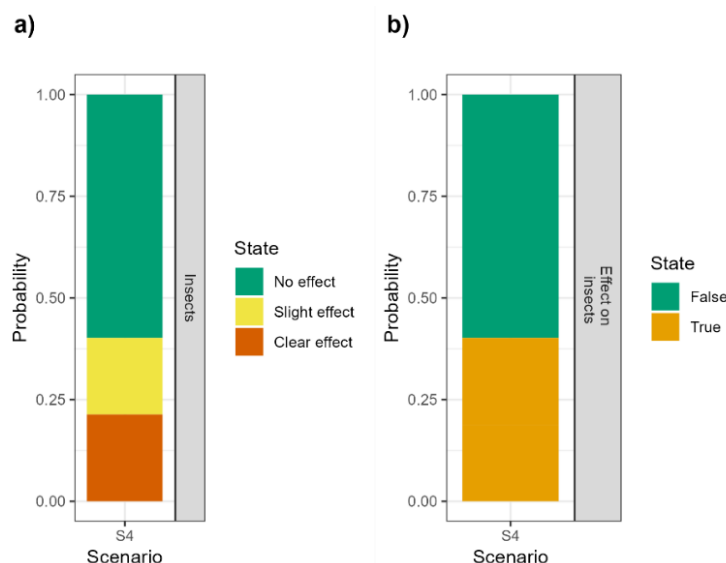 a)
1.00
0.75
0.50
0.25
0.00
Probability
S4
Scenario
Insects
State
No effect
Slight effect
Clear effect
b)
1.00
0.75
0.50
0.25
0.00
Probability
S4
Scenario
Effect on
insects
State
False
True